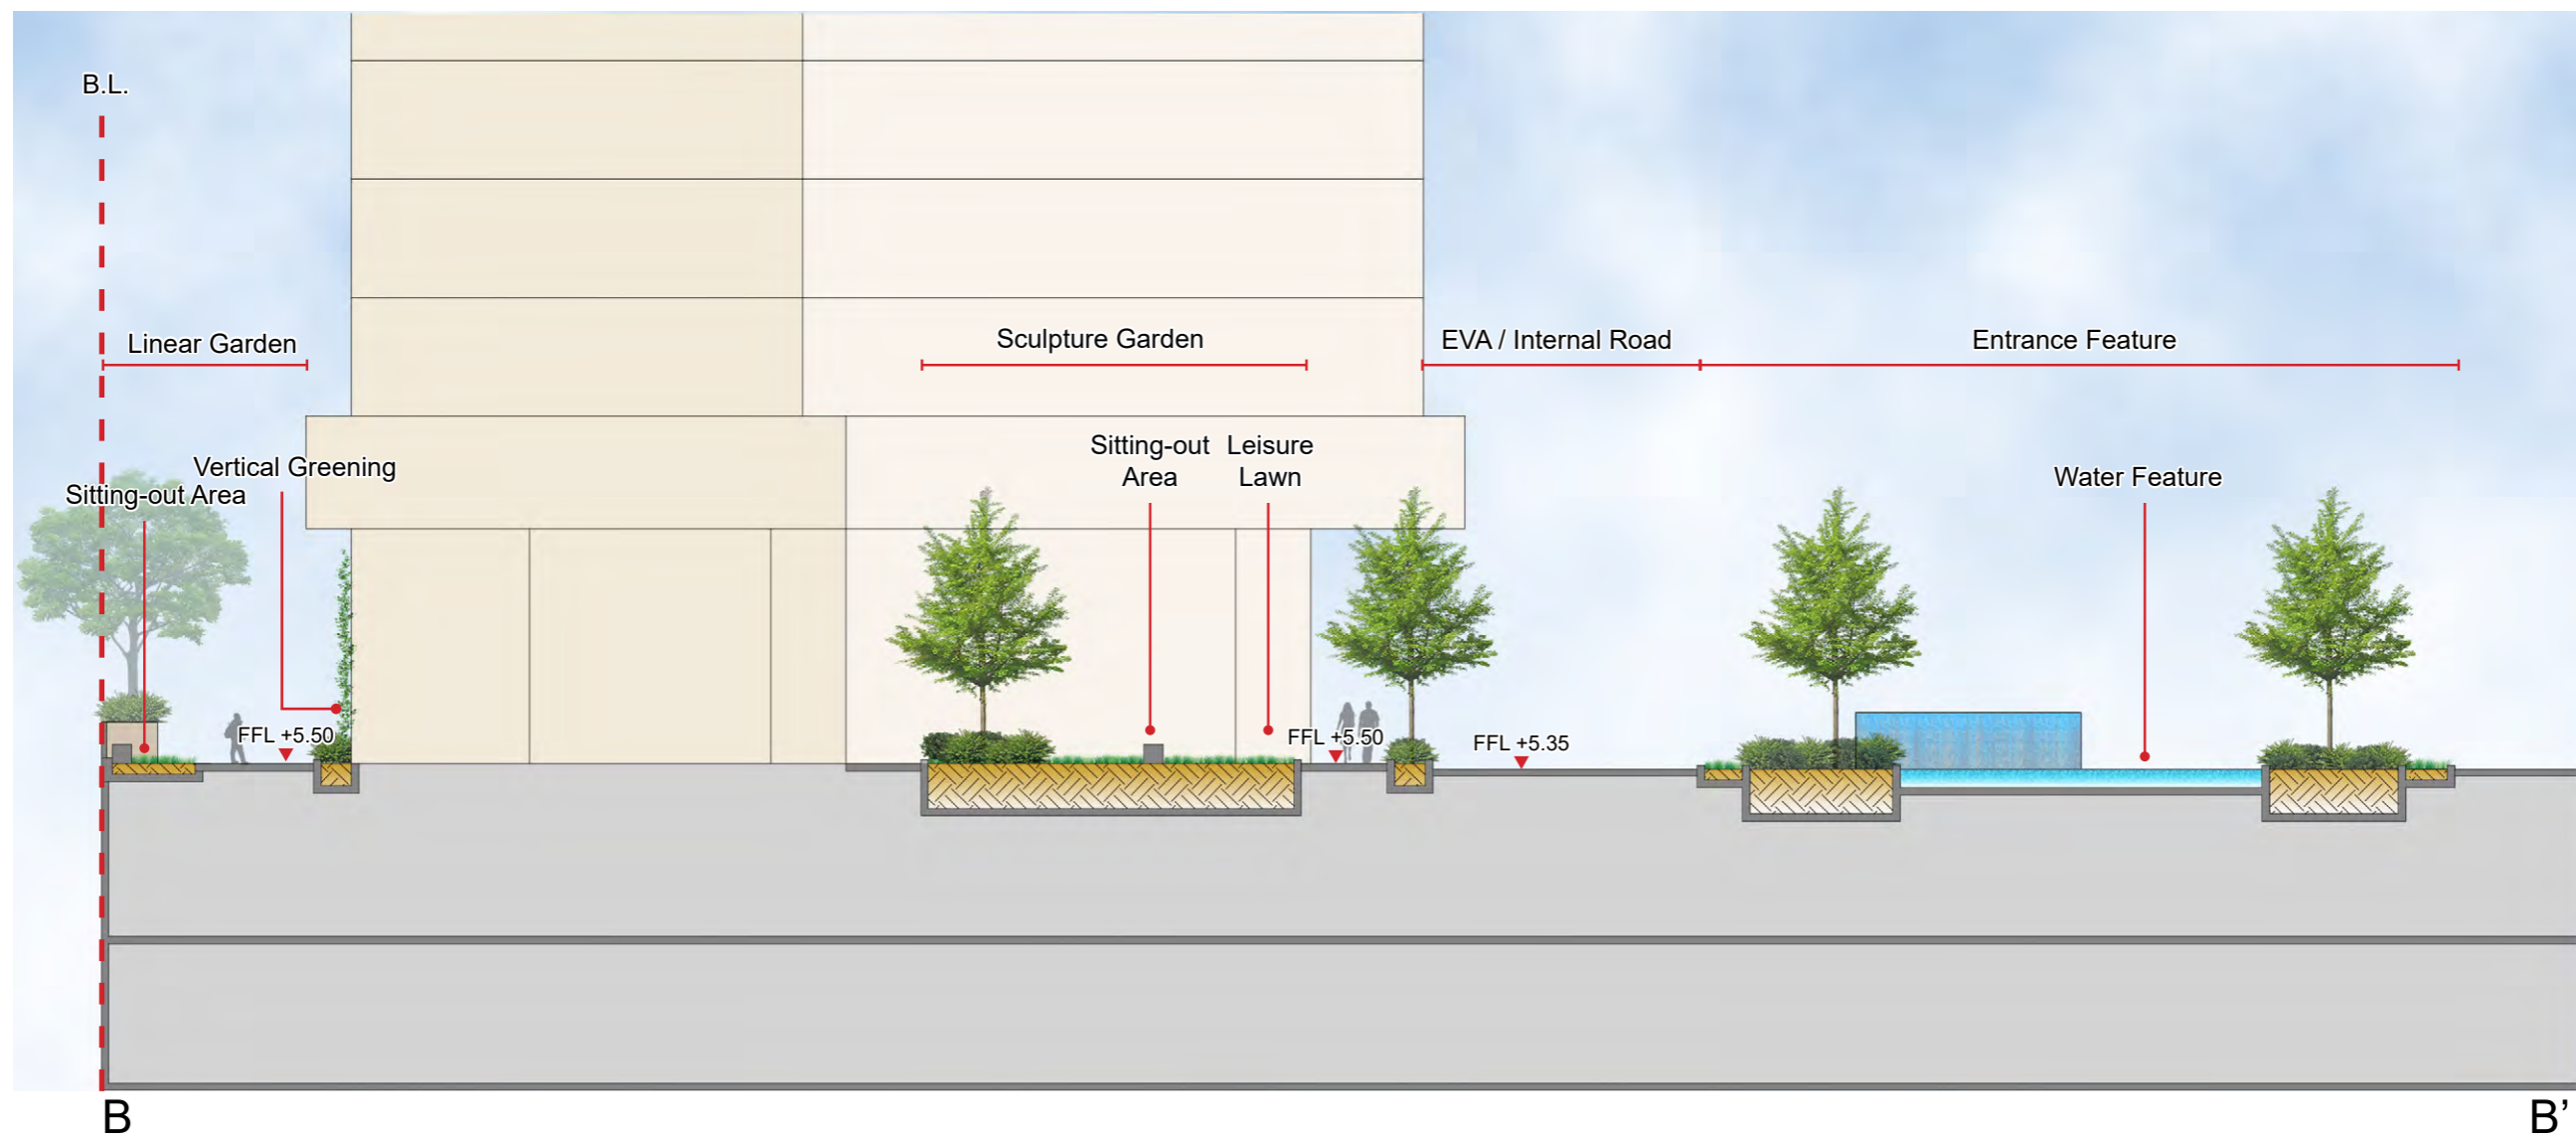 B.L.
Linear Garden
Sculpture Garden
EVA / Internal Road
Entrance Feature
Vertical Greening
Sitting-out Area
Sitting-out
Area
Leisure
Lawn
Water Feature
FFL +5.50
FFL +5.50
FFL +5.35
B
B’